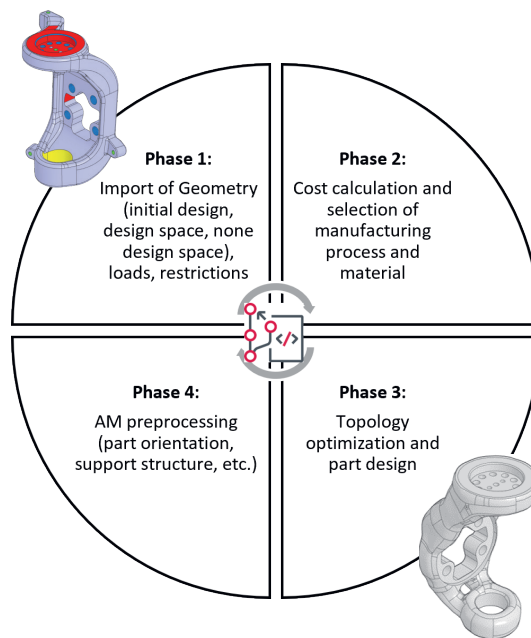 Phase 1:
Import of Geometry
(initial design,
design space, none
design space),
loads, restrictions
Phase 2:
Cost calculation and
selection of
manufacturing
process and
material
</>
Phase 4:
AM preprocessing
(part orientation,
support structure, etc.)
Phase 3:
Topology
optimization and
part design